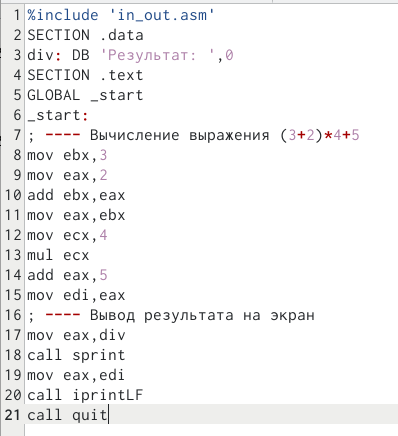 1 %include 'in_out.asm'
2 SECTION .data
3 div: DB 'Результат: ',0
4 SECTION .text
5 GLOBAL _start
6 _start:
7 ; ---- Вычисление выражения (3+2)*4+5
8 mov ebx,3
9 mov eax,2
10 add ebx,eax
11 mov eax,ebx
12 mov ecx,4
13 mul ecx
14 add eax,5
15 mov edi,eax
16 ; ---- Вывод результата на экран
17 mov eax,div
18 call sprint
19 mov eax,edi
20 call iprintLF
21 call quit